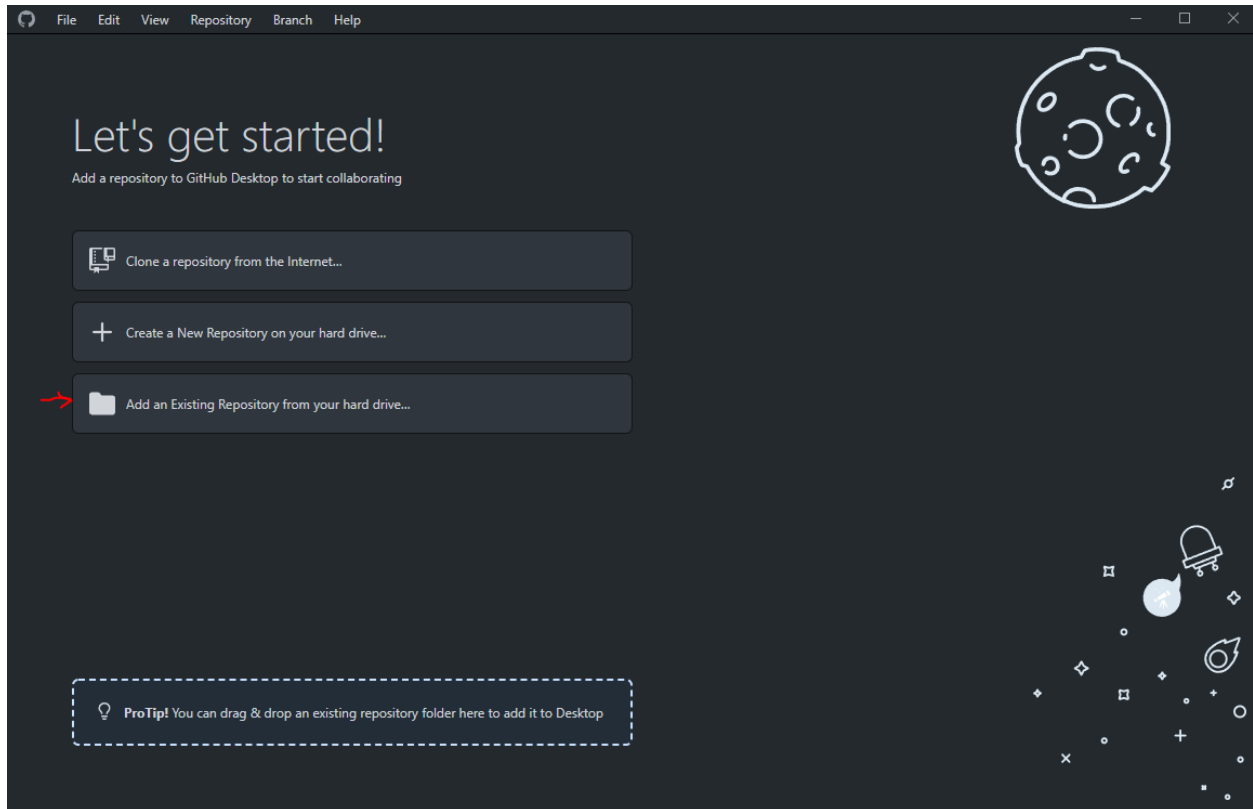 File Edit View Repository Branch Help
Let's get started!
Add a repository to GitHub Desktop to start collaborating
Clone a repository from the Internet...
Create a New Repository on your hard drive...
Add an Existing Repository from your hard drive...
ProTip! You can drag & drop an existing repository folder here to add it to Desktop